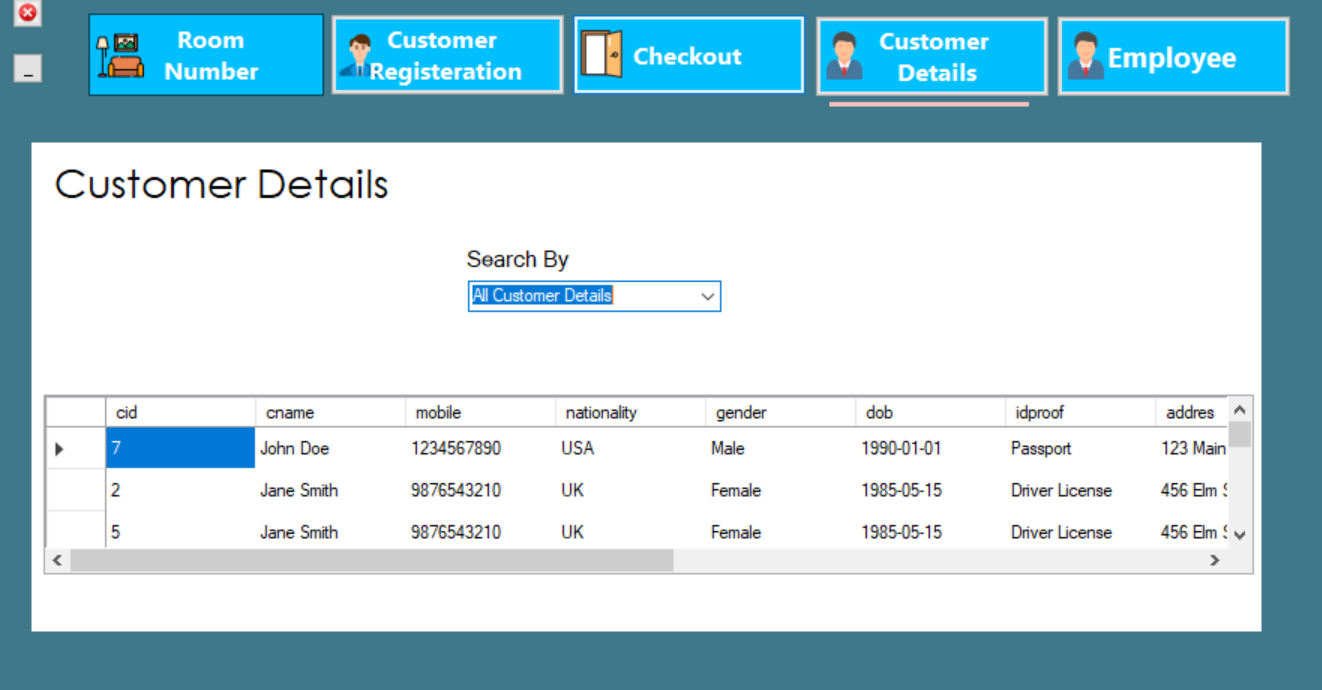 Room
Number
Customer
Registeration
Checkout
Customer
Details
Employee
Customer Details
Search By
All Customer Details
cid cname mobile nationality gender dob idproof addres
7 John Doe 1234567890 USA Male 1990-01-01 Passport 123 Main
2 Jane Smith 9876543210 UK Female 1985-05-15 Driver License 456 Elm S
5 Jane Smith 9876543210 UK Female 1985-05-15 Driver License 456 Elm S